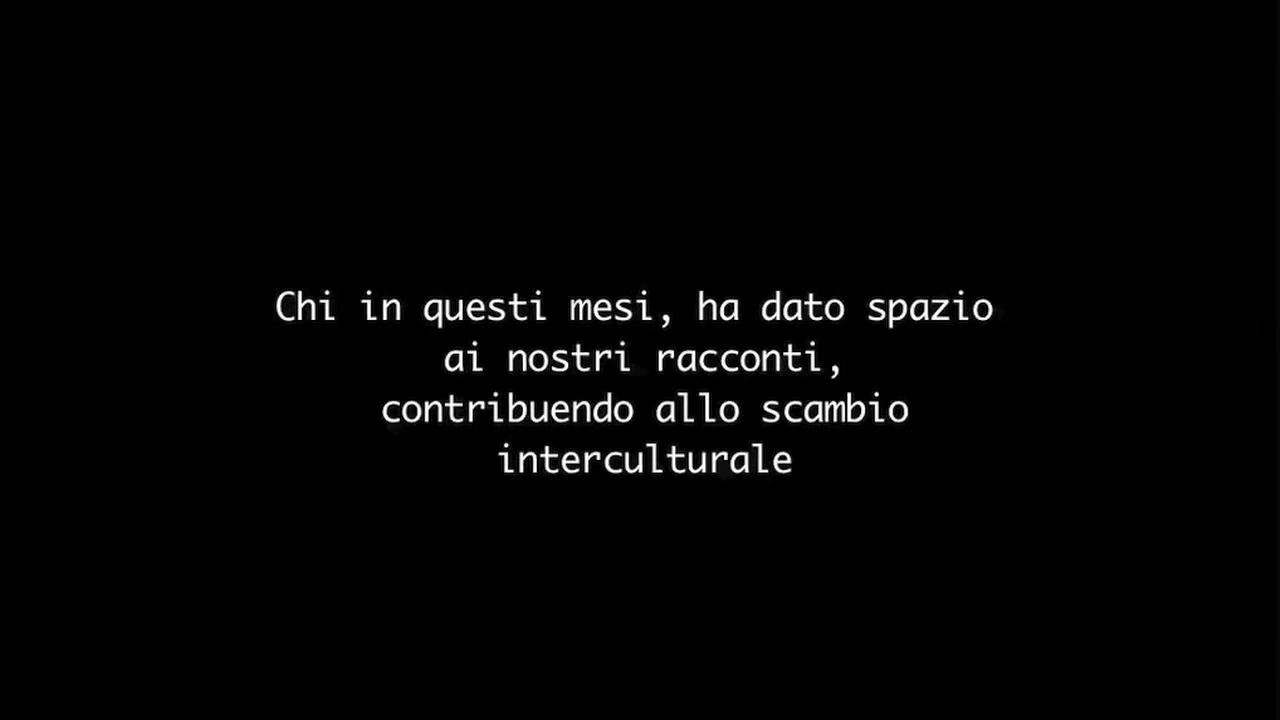 Chi in questi mesi, ha dato spazio
ai nostri racconti,
contribuendo allo scambio
interculturale